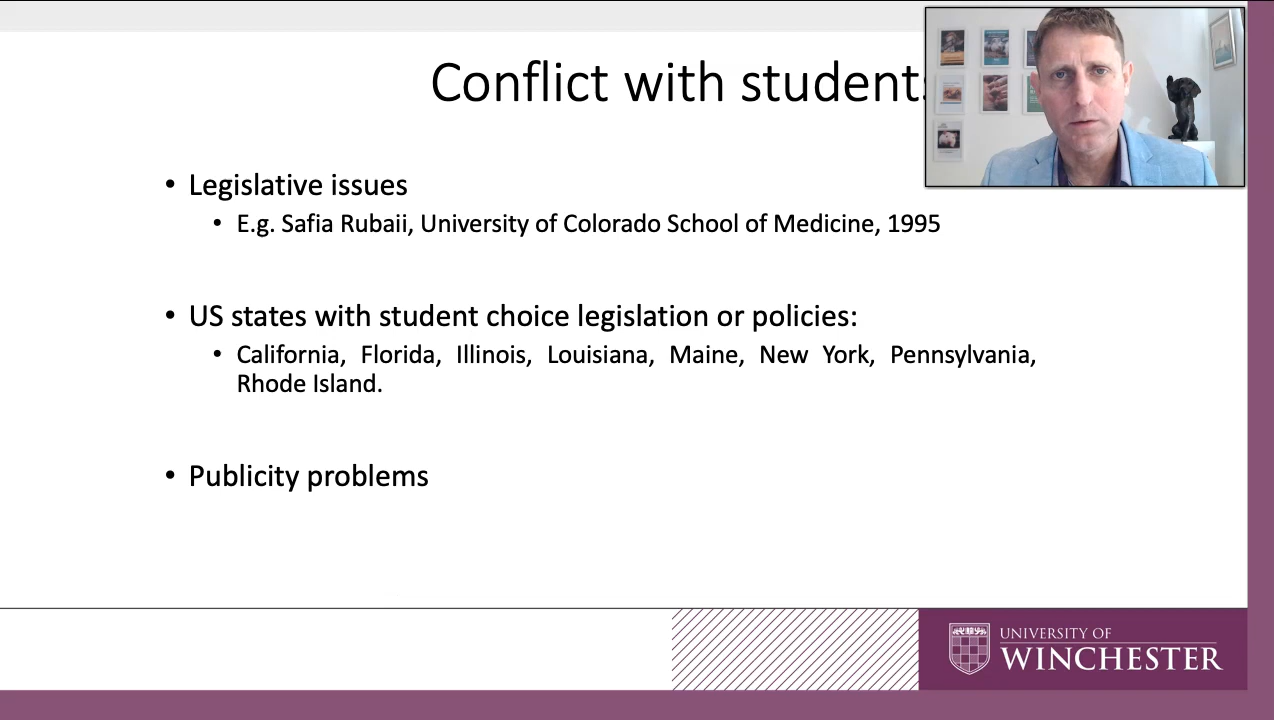 Conflict with students
• Legislative issues
• E.g. Safia Rubaii, University of Colorado School of Medicine, 1995
• US states with student choice legislation or policies:
• California, Florida, Illinois, Louisiana, Maine, New York, Pennsylvania,
Rhode Island.
• Publicity problems
UNIVERSITY OF
WINCHESTER